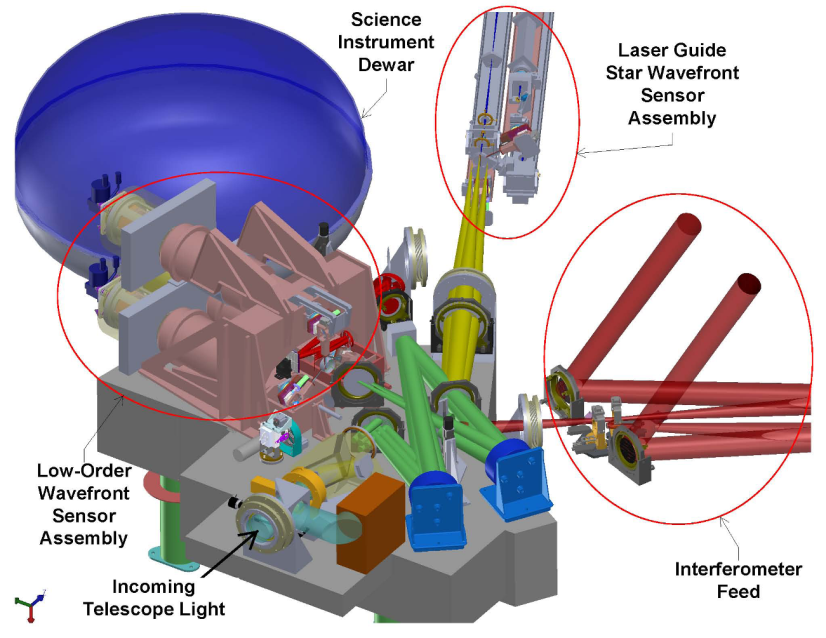 Science
Instrument
Dewar
Laser Guide
Star Wavefront
Sensor
Assembly
Low-Order
Wavefront
Sensor
Assembly
Incoming
Telescope Light
Interferometer
Feed